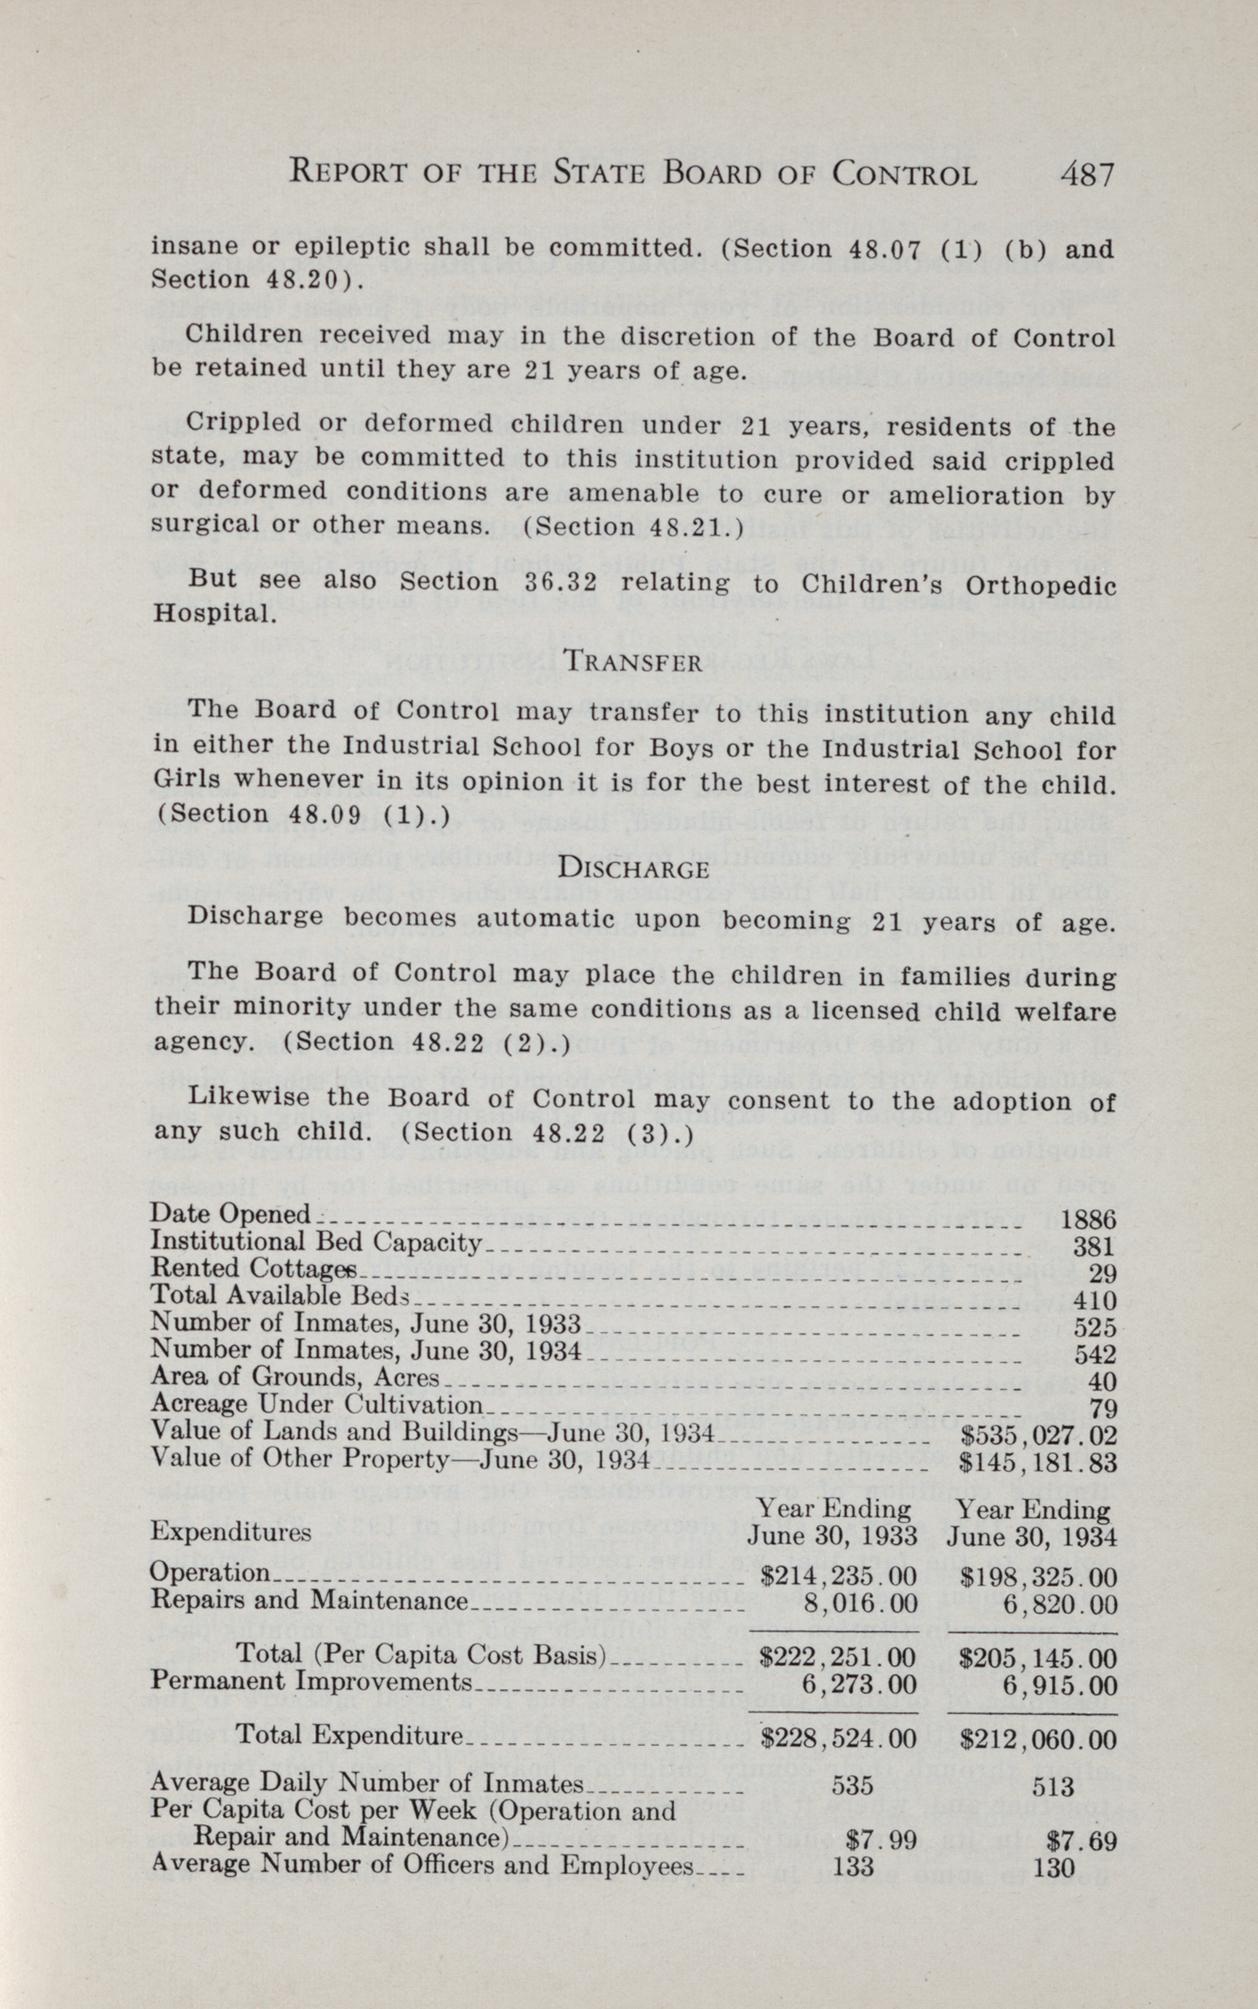 REPORT OF THE STATE BOARD OF CONTROL 487
insane or epileptic shall be committed. (Section 48.07 (1) (b) and
Section 48.20).
Children received may in the discretion of the Board of Control
be retained until they are 21 years of age.
Crippled or deformed children under 21 years, residents of the
state, may be committed to this institution provided said crippled
or deformed conditions are amenable to cure or amelioration by
surgical or other means. (Section 48.21.)
But see also Section 36.32 relating to Children's Orthopedic
Hospital.
TRANSFER
The Board of Control may transfer to this institution any child
in either the Industrial School for Boys or the Industrial School for
Girls whenever in its opinion it is for the best interest of the child.
(Section 48.09 (1).)
DISCHARGE
Discharge becomes automatic upon becoming 21 years of age.
The Board of Control may place the children in families during
their minority under the same conditions as a licensed child welfare
agency. (Section 48.22 (2).)
Likewise the Board of Control may consent to the adoption of
any such child. (Section 48.22 (3).)
Date Opened 1886
Institutional Bed Capacity 381
Rented Cottages 29
Total Available Beds 410
Number of Inmates, June 30, 1933 525
Number of Inmates, June 30, 1934 542
Area of Grounds, Acres 40
Acreage Under Cultivation 79
Value of Lands and Buildings—June 30, 1934 $535,027.02
Value of Other Property—June 30, 1934 $145,181.83
Year Ending Year Ending
Expenditures June 30, 1933 June 30, 1934
Operation $214,235.00 $198,325.00
Repairs and Maintenance 8,016.00 6,820.00
Total (Per Capita Cost Basis) $222,251.00 $205,145.00
Permanent Improvements 6,273.00 6,915.00
Total Expenditure $228,524.00 $212,060.00
Average Daily Number of Inmates 535 513
Per Capita Cost per Week (Operation and
Repair and Maintenance) $7.99 $7.69
Average Number of Officers and Employees 133 130